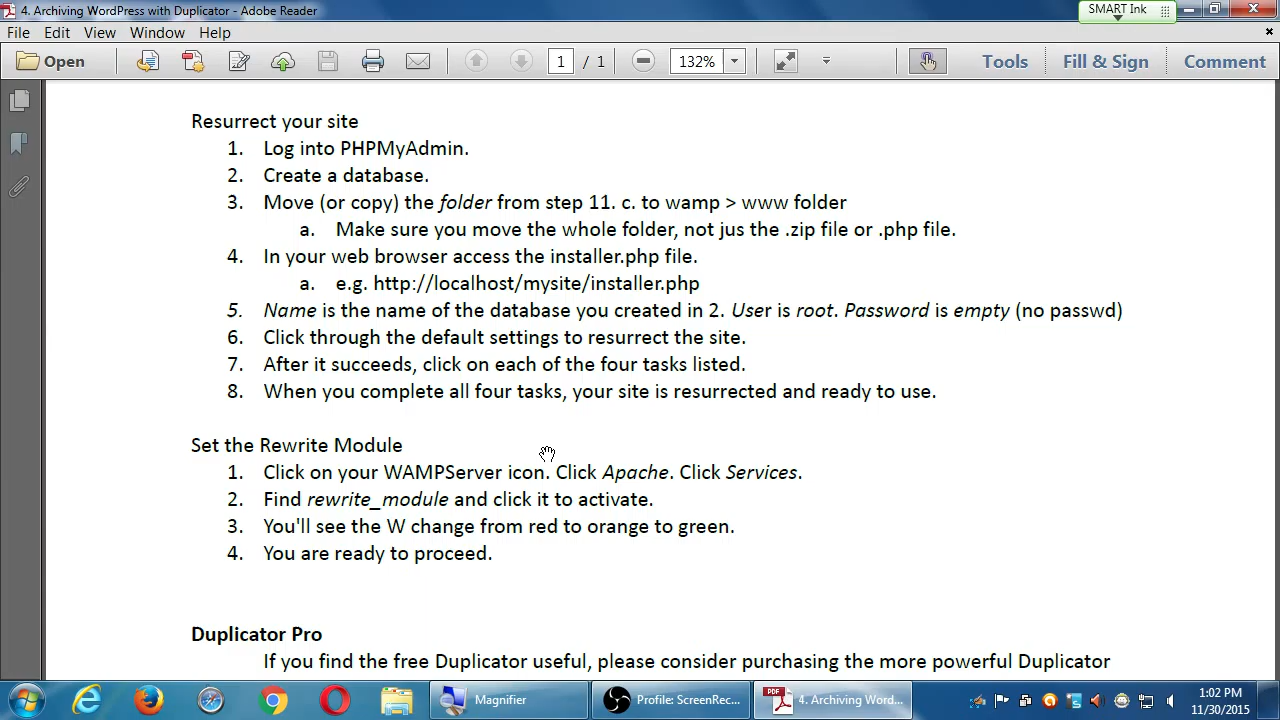 4. Archiving WordPress with Duplicator - Adobe Reader
SMART Ink
File Edit View Window Help
Open 1 / 1 132% Tools Fill & Sign Comment
Resurrect your site
1. Log into PHPMyAdmin.
2. Create a database.
3. Move (or copy) the folder from step 11. c. to wamp > www folder
a. Make sure you move the whole folder, not jus the .zip file or .php file.
4. In your web browser access the installer.php file.
a. e.g. http://localhost/mysite/installer.php
5. Name is the name of the database you created in 2. User is root. Password is empty (no passwd)
6. Click through the default settings to resurrect the site.
7. After it succeeds, click on each of the four tasks listed.
8. When you complete all four tasks, your site is resurrected and ready to use.
Set the Rewrite Module
1. Click on your WAMPServer icon. Click Apache. Click Services.
2. Find rewrite_module and click it to activate.
3. You'll see the W change from red to orange to green.
4. You are ready to proceed.
Duplicator Pro
If you find the free Duplicator useful, please consider purchasing the more powerful Duplicator
Magnifier
Profile: ScreenRec...
PDF
4. Archiving Word...
1:02 PM
11/30/2015